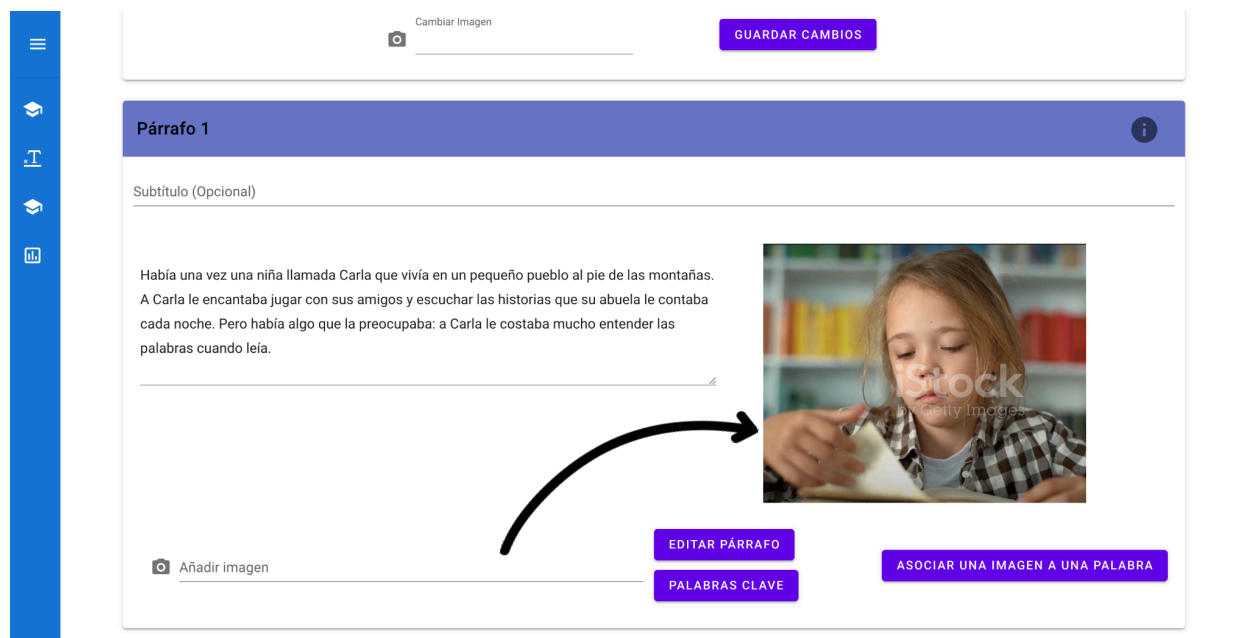 Cambiar Imagen
GUARDAR CAMBIOS
Párrafo 1
Subtítulo (Opcional)
Había una vez una niña llamada Carla que vivía en un pequeño pueblo al pie de las montañas.
A Carla le encantaba jugar con sus amigos y escuchar las historias que su abuela le contaba
cada noche. Pero había algo que la preocupaba: a Carla le costaba mucho entender las
palabras cuando leía.
iStock
by Getty Images
Añadir imagen
EDITAR PÁRRAFO
PALABRAS CLAVE
ASOCIAR UNA IMAGEN A UNA PALABRA